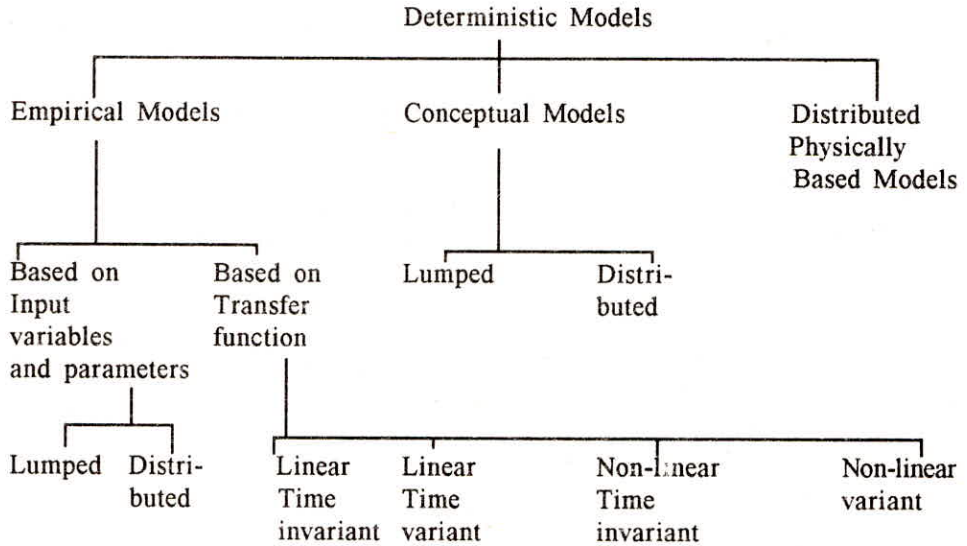 Deterministic Models
Empirical Models
Conceptual Models
Distributed
Physically
Based Models
Based on
Input
variables
and parameters
Based on
Transfer
function
Lumped
Distri-
buted
Lumped
Distri-
buted
Linear
Time
invariant
Linear
Time
variant
Non-linear
Time
invariant
Non-linear
variant